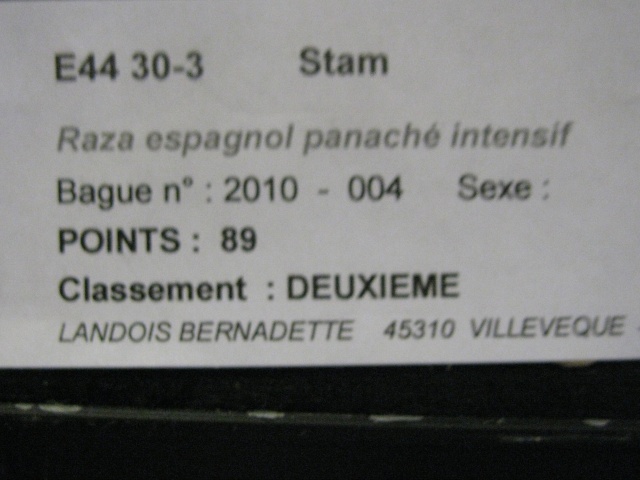 E44 30-3 Stam
Raza espagnol panaché intensif
Bague n° : 2010 - 004 Sexe :
POINTS : 89
Classement : DEUXIEME
LANDOIS BERNADETTE 45310 VILLEVEQUE